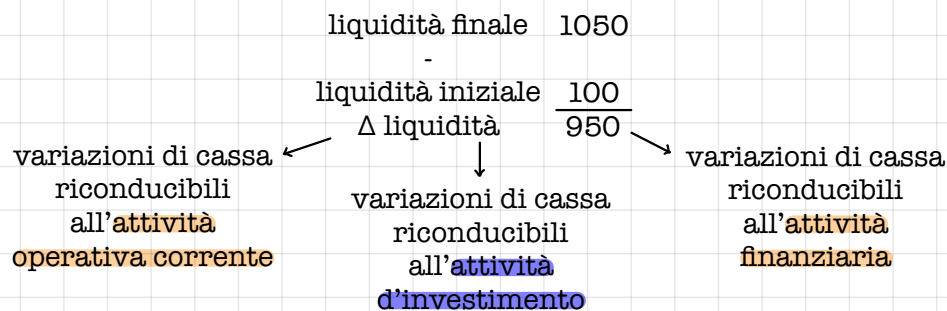 liquidità finale 1050
-
liquidità iniziale 100
Δ liquidità 950
variazioni di cassa
riconducibili
all'attività
operativa corrente
variazioni di cassa
riconducibili
all'attività
d'investimento
variazioni di cassa
riconducibili
all'attività
finanziaria